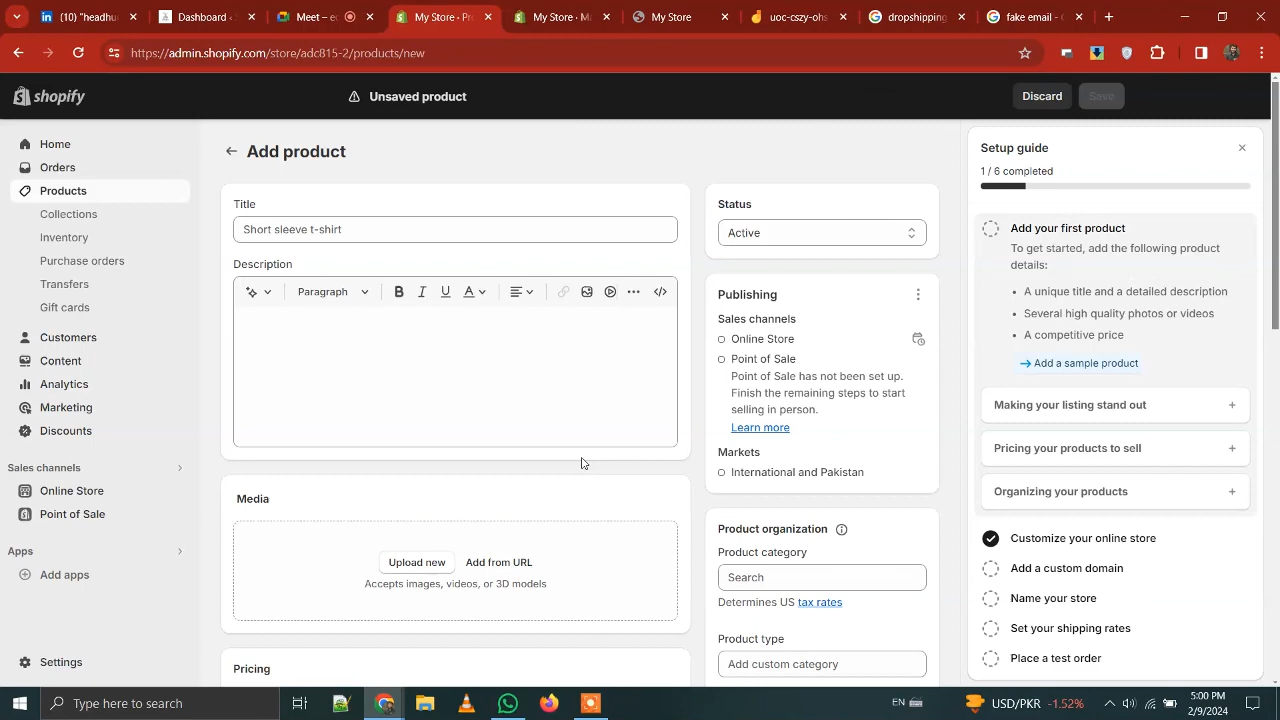 headhu
Dashboard
Meet – ec
My Store · Pr
My Store · Ma
My Store
uoc-cszy-ohs
dropshipping
fake email - G
https://admin.shopify.com/store/adc815-2/products/new
shopify
Unsaved product
Discard
Save
Home
Orders
Products
Collections
Inventory
Purchase orders
Transfers
Gift cards
Customers
Content
Analytics
Marketing
Discounts
Sales channels
Online Store
Point of Sale
Apps
Add apps
Settings
Add product
Title
Short sleeve t-shirt
Description
Paragraph
B I U A
Media
Upload new Add from URL
Accepts images, videos, or 3D models
Pricing
Status
Active
Publishing
Sales channels
Online Store
Point of Sale
Point of Sale has not been set up.
Finish the remaining steps to start
selling in person.
Learn more
Markets
International and Pakistan
Product organization
Product category
Search
Determines US tax rates
Product type
Add custom category
Setup guide
1 / 6 completed
Add your first product
To get started, add the following product
details:
• A unique title and a detailed description
• Several high quality photos or videos
• A competitive price
Add a sample product
Making your listing stand out
Pricing your products to sell
Organizing your products
Customize your online store
Add a custom domain
Name your store
Set your shipping rates
Place a test order
Type here to search
EN
USD/PKR -1.52%
5:00 PM
2/9/2024